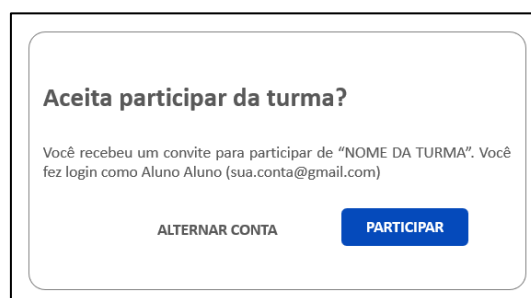 Aceita participar da turma?
Você recebeu um convite para participar de “NOME DA TURMA”. Você
fez login como Aluno Aluno (sua.conta@gmail.com)
ALTERNAR CONTA PARTICIPAR